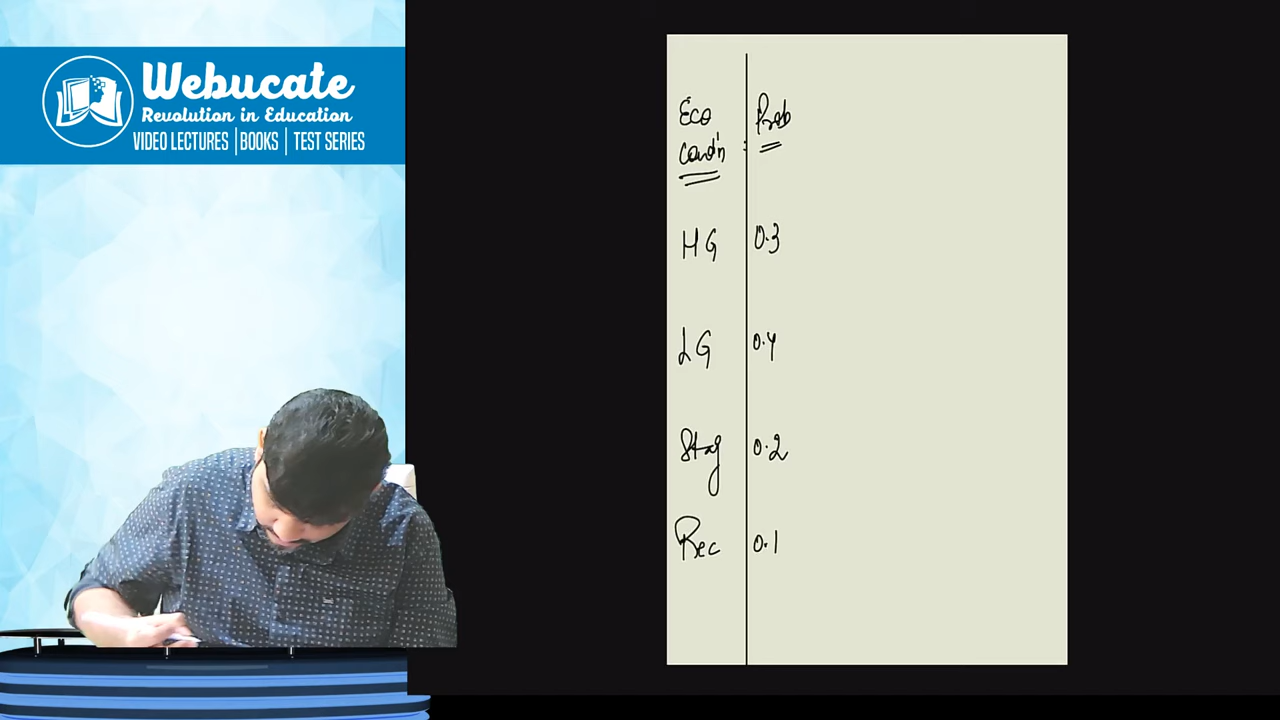 Webucate
Revolution in Education
VIDEO LECTURES | BOOKS | TEST SERIES
Eco Prob
Cond'n :
HG 0.3
LG 0.4
Stag 0.2
Rec 0.1